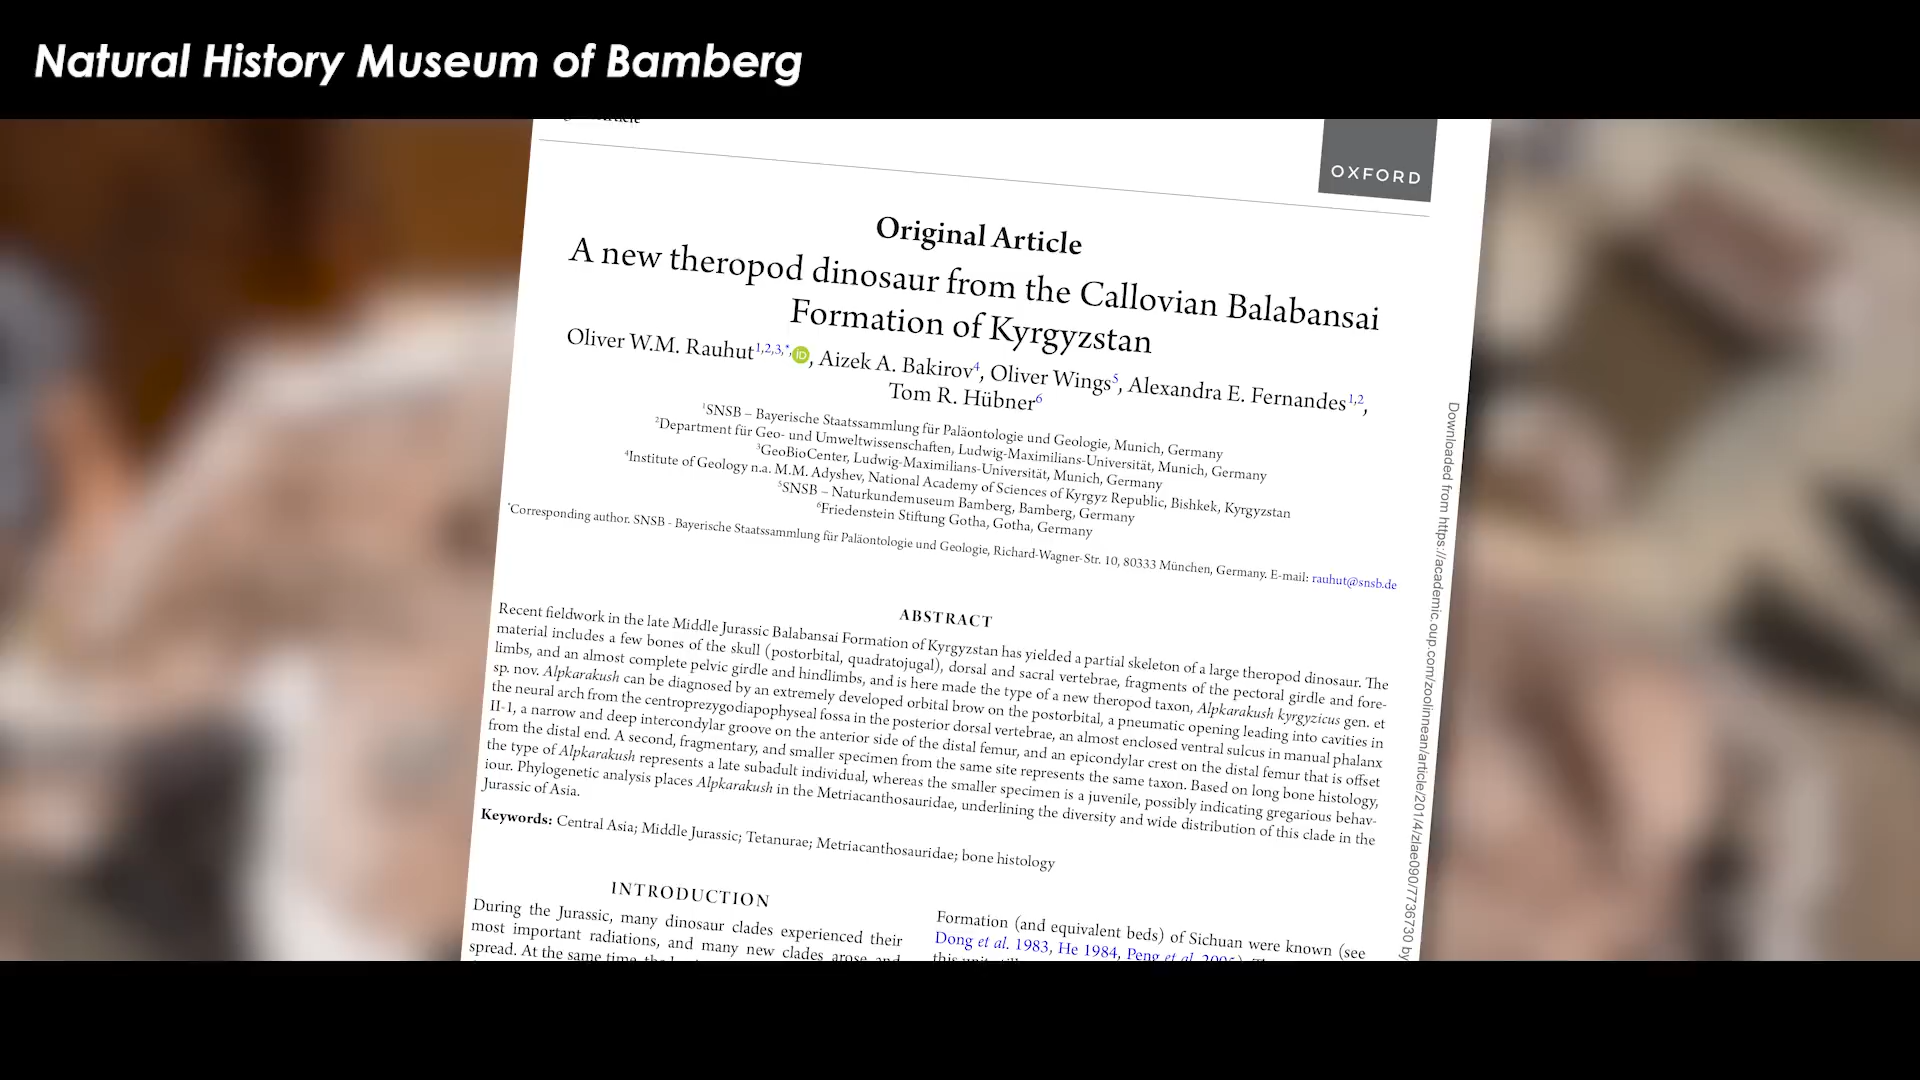 Natural History Museum of Bamberg
OXFORD
Original Article
A new theropod dinosaur from the Callovian Balabansai
Formation of Kyrgyzstan
Oliver W.M. Rauhut1,2,3,*, iD, Aizek A. Bakirov4, Oliver Wings5, Alexandra E. Fernandes1,2,
Tom R. Hübner6
1SNSB – Bayerische Staatssammlung für Paläontologie und Geologie, Munich, Germany
2Department für Geo- und Umweltwissenschaften, Ludwig-Maximilians-Universität, Munich, Germany
3GeoBioCenter, Ludwig-Maximilians-Universität, Munich, Germany
4Institute of Geology n.a. M.M. Adyshev, National Academy of Sciences of Kyrgyz Republic, Bishkek, Kyrgyzstan
5SNSB – Naturkundemuseum Bamberg, Bamberg, Germany
6Friedenstein Stiftung Gotha, Gotha, Germany
*Corresponding author. SNSB - Bayerische Staatssammlung für Paläontologie und Geologie, Richard-Wagner-Str. 10, 80333 München, Germany. E-mail: rauhut@snsb.de
ABSTRACT
Recent fieldwork in the late Middle Jurassic Balabansai Formation of Kyrgyzstan has yielded a partial skeleton of a large theropod dinosaur. The
material includes a few bones of the skull (postorbital, quadratojugal), dorsal and sacral vertebrae, fragments of the pectoral girdle and fore-
limbs, and an almost complete pelvic girdle and hindlimbs, and is here made the type of a new theropod taxon, Alpkarakush kyrgyzicus gen. et
sp. nov. Alpkarakush can be diagnosed by an extremely developed orbital brow on the postorbital, a pneumatic opening leading into cavities in
the neural arch from the centroprezygodiapophyseal fossa in the posterior dorsal vertebrae, an almost enclosed ventral sulcus in manual phalanx
II-1, a narrow and deep intercondylar groove on the anterior side of the distal femur, and an epicondylar crest on the distal femur that is offset
from the distal end. A second, fragmentary, and smaller specimen from the same site represents the same taxon. Based on long bone histology,
the type of Alpkarakush represents a late subadult individual, whereas the smaller specimen is a juvenile, possibly indicating gregarious behav-
iour. Phylogenetic analysis places Alpkarakush in the Metriacanthosauridae, underlining the diversity and wide distribution of this clade in the
Jurassic of Asia.
Keywords: Central Asia; Middle Jurassic; Tetanurae; Metriacanthosauridae; bone histology
INTRODUCTION
During the Jurassic, many dinosaur clades experienced their
most important radiations, and many new clades arose and
spread. At the same time, the
Formation (and equivalent beds) of Sichuan were known (see
Dong et al. 1983, He 1984, Peng et al. 2005).
Downloaded from https://academic.oup.com/zoolinnean/article/201/4/zlae090/7736730 by